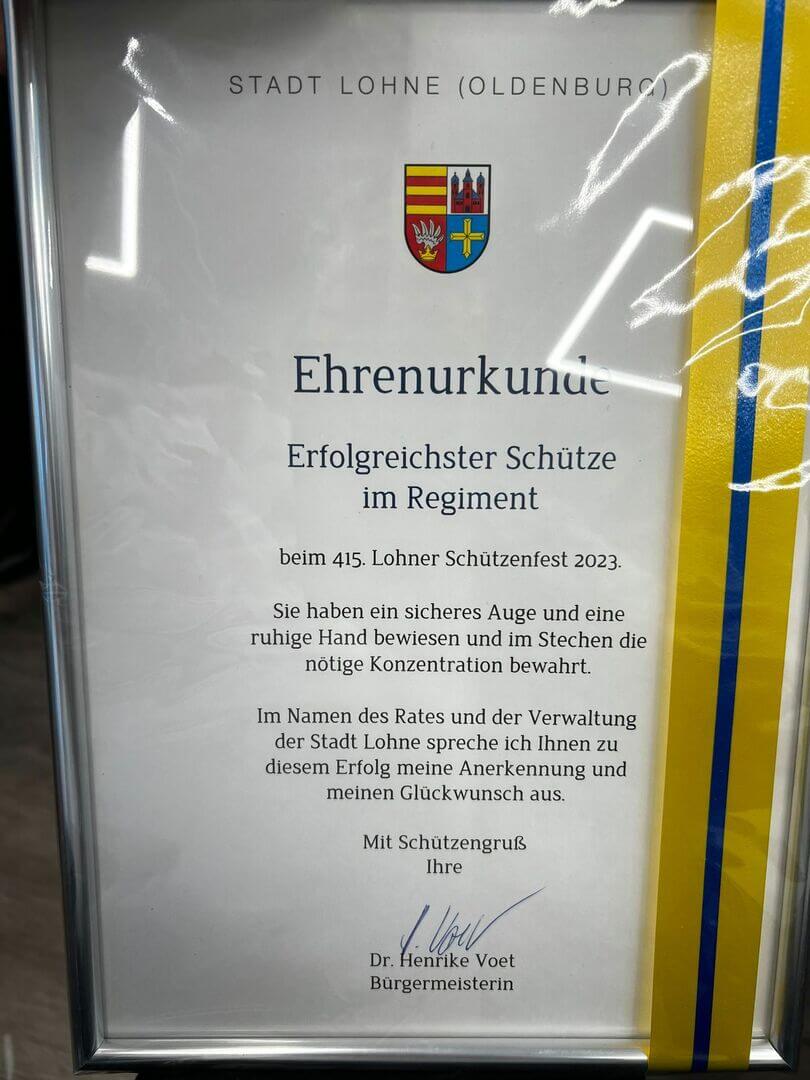 STADT LOHNE (OLDENBURG)
Ehrenurkunde
Erfolgreichster Schütze
im Regiment
beim 415. Lohner Schützenfest 2023.
Sie haben ein sicheres Auge und eine
ruhige Hand bewiesen und im Stechen die
nötige Konzentration bewahrt.
Im Namen des Rates und der Verwaltung
der Stadt Lohne spreche ich Ihnen zu
diesem Erfolg meine Anerkennung und
meinen Glückwunsch aus.
Mit Schützengruß
Ihre
H. Voet
Dr. Henrike Voet
Bürgermeisterin